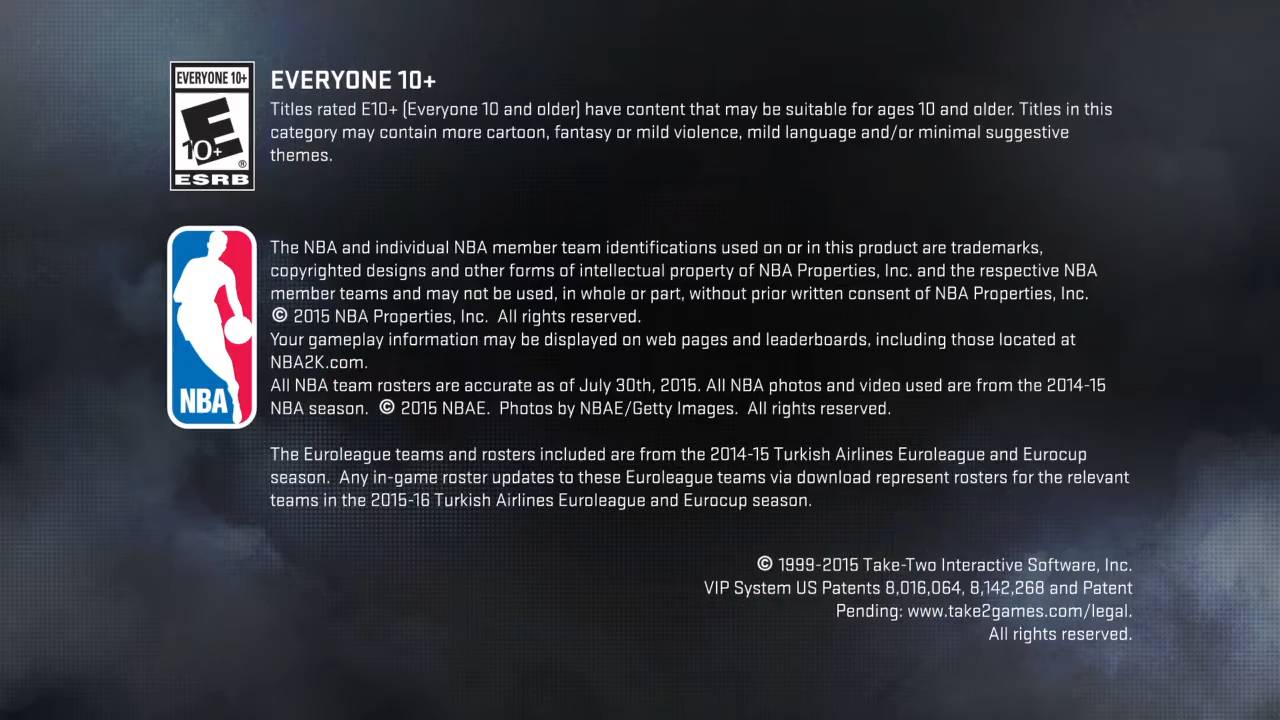 EVERYONE 10+
E
10+
®
ESRB
EVERYONE 10+
Titles rated E10+ (Everyone 10 and older) have content that may be suitable for ages 10 and older. Titles in this
category may contain more cartoon, fantasy or mild violence, mild language and/or minimal suggestive
themes.
NBA
The NBA and individual NBA member team identifications used on or in this product are trademarks,
copyrighted designs and other forms of intellectual property of NBA Properties, Inc. and the respective NBA
member teams and may not be used, in whole or part, without prior written consent of NBA Properties, Inc.
© 2015 NBA Properties, Inc. All rights reserved.
Your gameplay information may be displayed on web pages and leaderboards, including those located at
NBA2K.com.
All NBA team rosters are accurate as of July 30th, 2015. All NBA photos and video used are from the 2014-15
NBA season. © 2015 NBAE. Photos by NBAE/Getty Images. All rights reserved.
The Euroleague teams and rosters included are from the 2014-15 Turkish Airlines Euroleague and Eurocup
season. Any in-game roster updates to these Euroleague teams via download represent rosters for the relevant
teams in the 2015-16 Turkish Airlines Euroleague and Eurocup season.
© 1999-2015 Take-Two Interactive Software, Inc.
VIP System US Patents 8,016,064, 8,142,268 and Patent
Pending: www.take2games.com/legal.
All rights reserved.